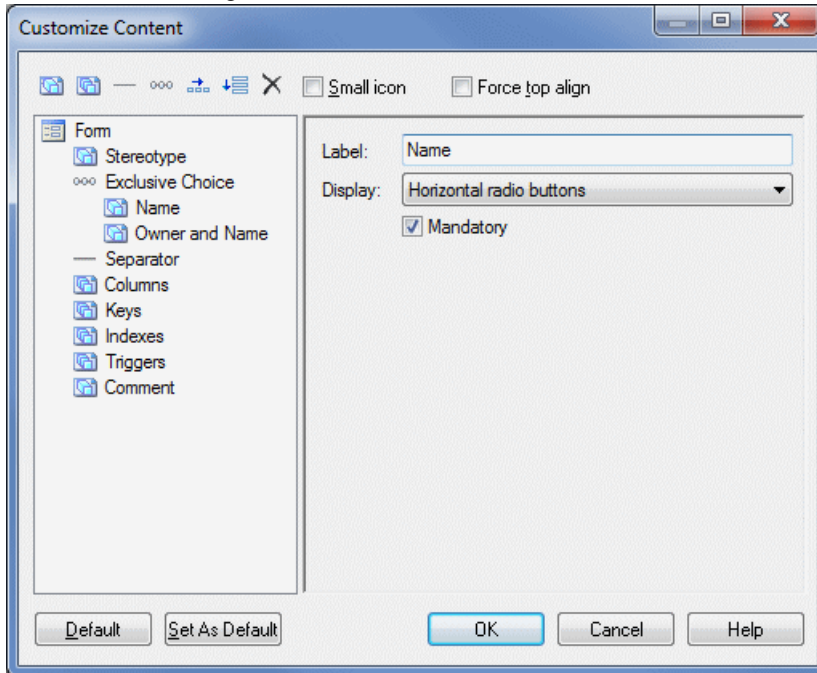 Customize Content
Small icon
Force top align
Form
Stereotype
Exclusive Choice
Name
Owner and Name
Separator
Columns
Keys
Indexes
Triggers
Comment
Label: Name
Display: Horizontal radio buttons
Mandatory
Default
Set As Default
OK
Cancel
Help